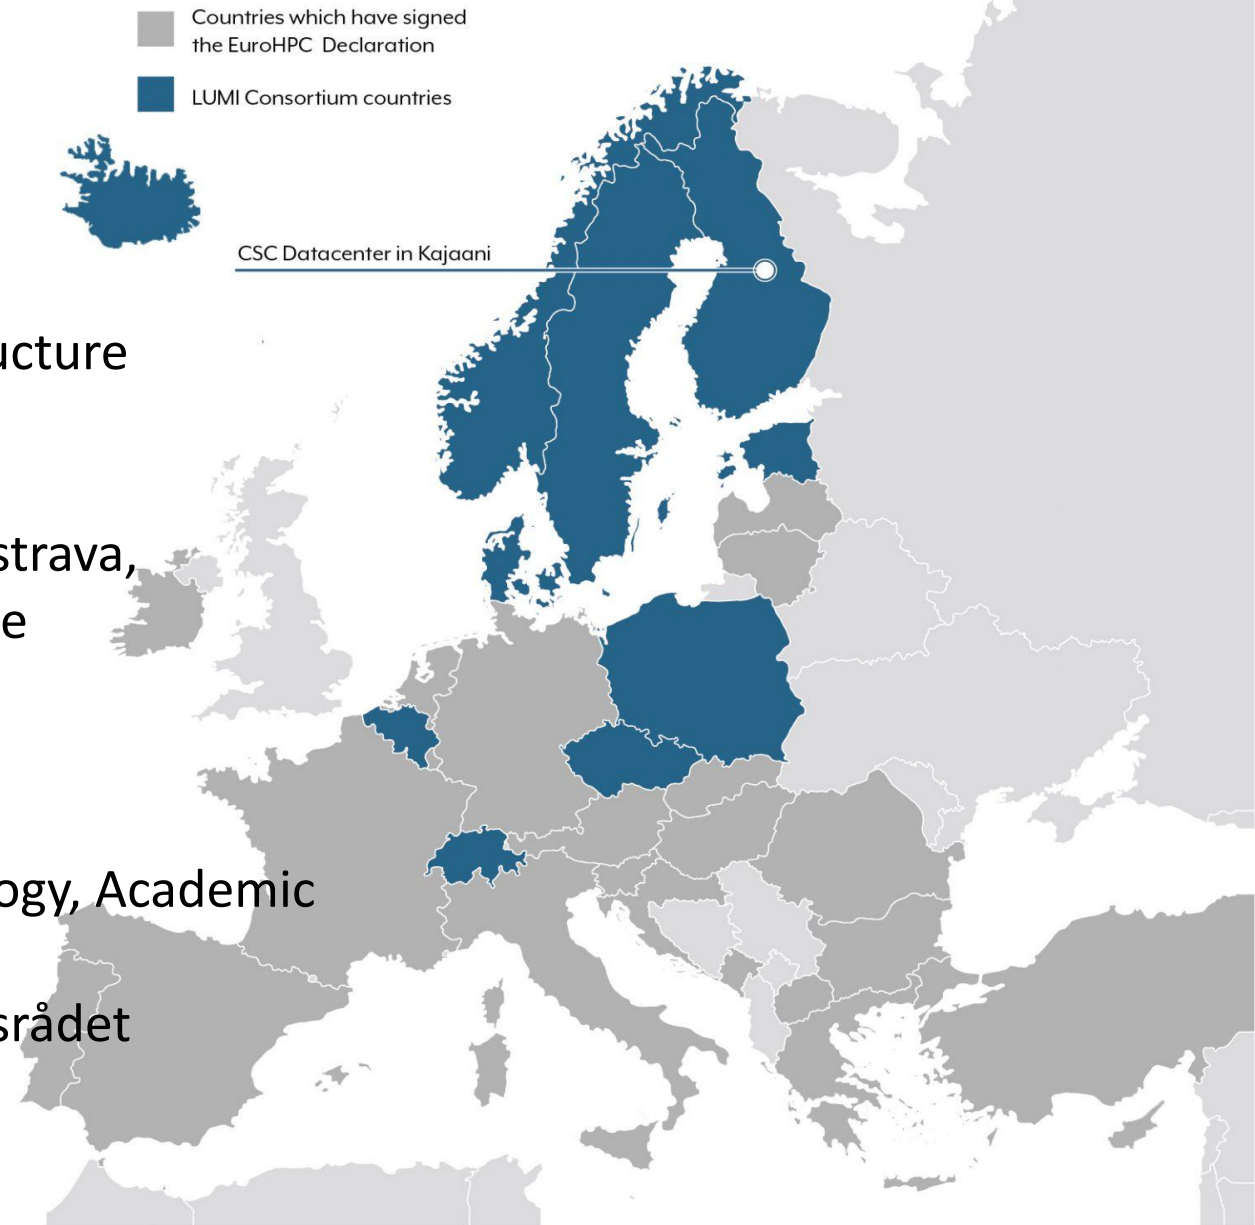 Countries which have signed
the EuroHPC Declaration
LUMI Consortium countries
CSC Datacenter in Kajaani
ucture
strava,
e
ogy, Academic
srådet